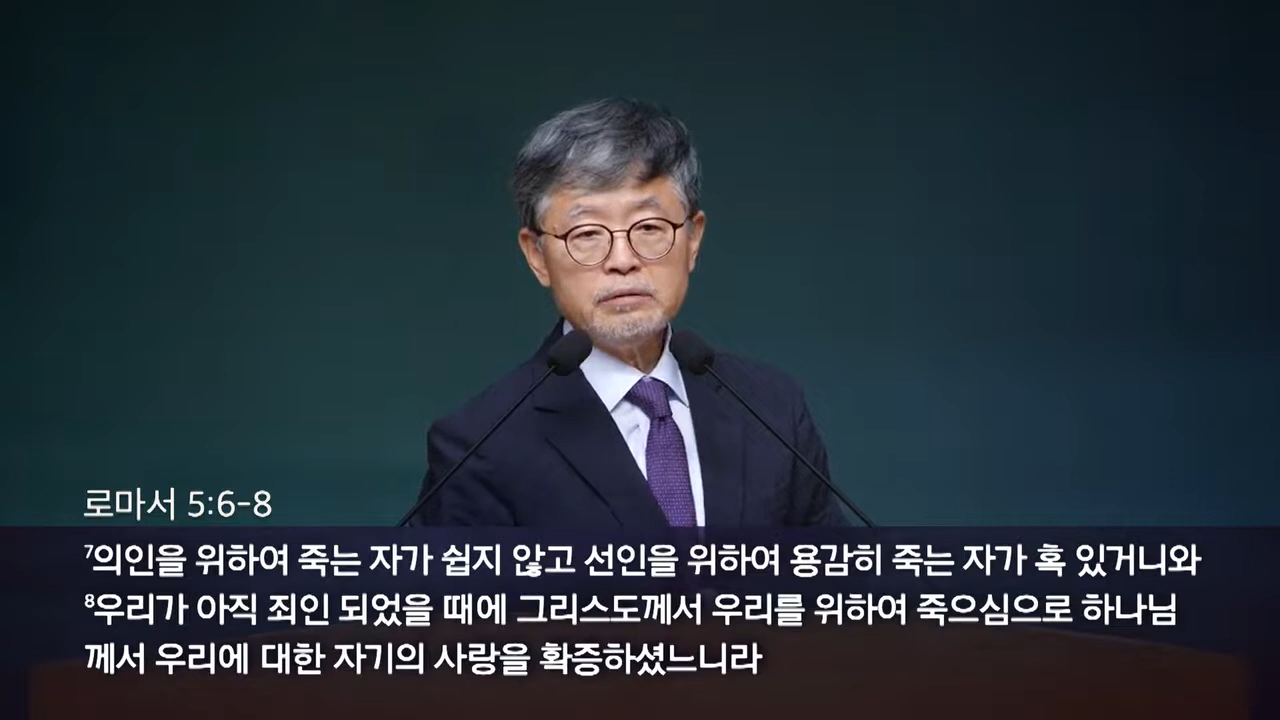 로마서 5:6-8
⁷의인을 위하여 죽는 자가 쉽지 않고 선인을 위하여 용감히 죽는 자가 혹 있거니와
⁸우리가 아직 죄인 되었을 때에 그리스도께서 우리를 위하여 죽으심으로 하나님
께서 우리에 대한 자기의 사랑을 확증하셨느니라